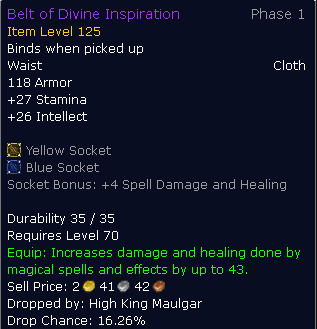 Belt of Divine Inspiration Phase 1
Item Level 125
Binds when picked up
Waist Cloth
118 Armor
+27 Stamina
+26 Intellect
Yellow Socket
Blue Socket
Socket Bonus: +4 Spell Damage and Healing
Durability 35 / 35
Requires Level 70
Equip: Increases damage and healing done by
magical spells and effects by up to 43.
Sell Price: 2 41 42
Dropped by: High King Maulgar
Drop Chance: 16.26%